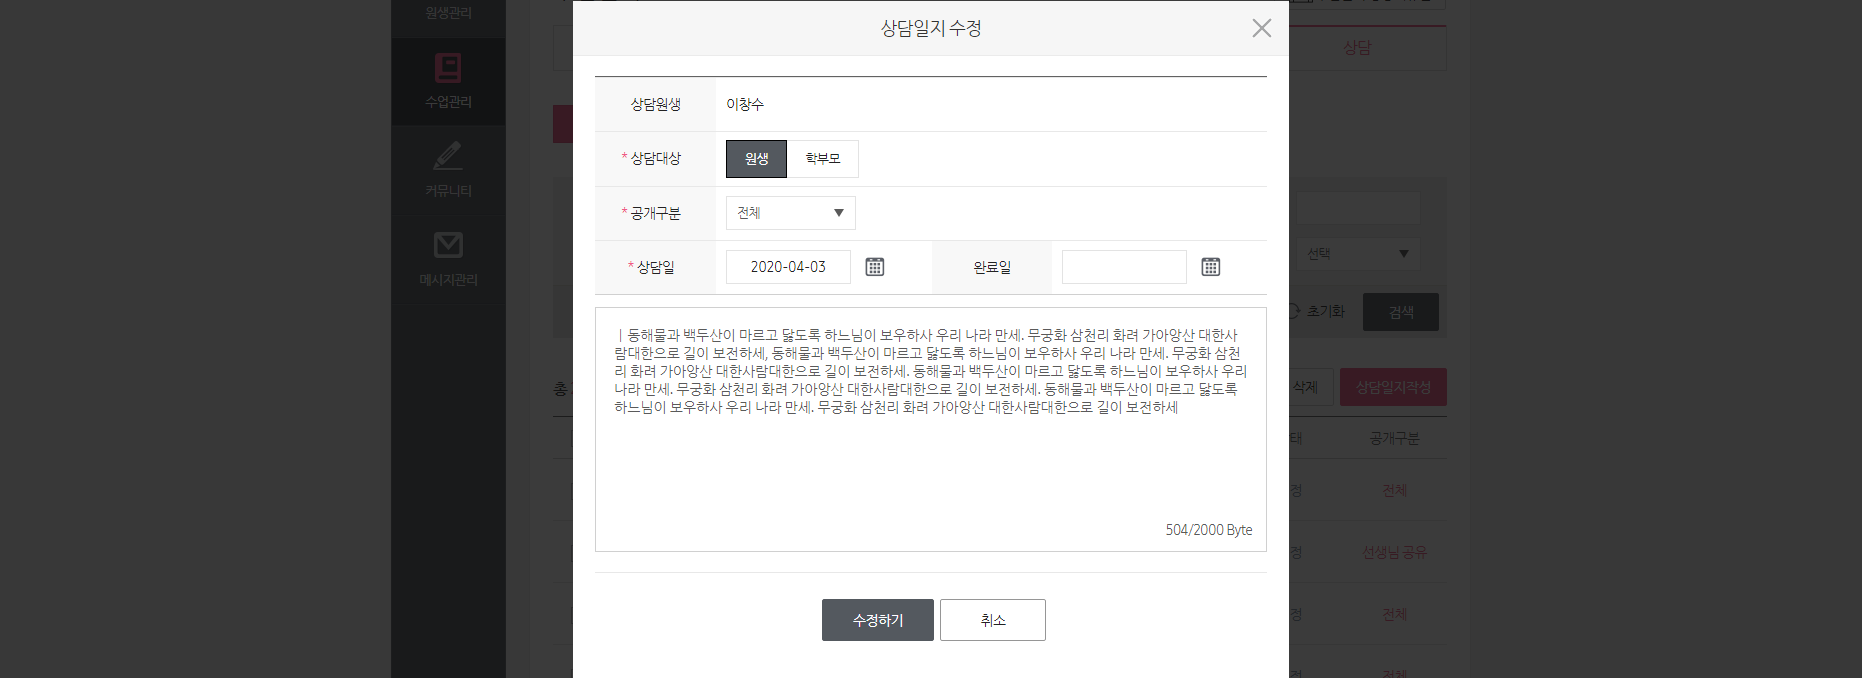 원생관리
수업관리
커뮤니티
메시지관리
상담일지 수정
상담원생 이창수
* 상담대상 원생 학부모
* 공개구분 전체 ▼
* 상담일 2020-04-03 완료일
| 동해물과 백두산이 마르고 닳도록 하느님이 보우하사 우리 나라 만세. 무궁화 삼천리 화려 가아앙산 대한사
람대한으로 길이 보전하세, 동해물과 백두산이 마르고 닳도록 하느님이 보우하사 우리 나라 만세. 무궁화 삼천
리 화려 가아앙산 대한사람대한으로 길이 보전하세. 동해물과 백두산이 마르고 닳도록 하느님이 보우하사 우리
나라 만세. 무궁화 삼천리 화려 가아앙산 대한사람대한으로 길이 보전하세. 동해물과 백두산이 마르고 닳도록
하느님이 보우하사 우리 나라 만세. 무궁화 삼천리 화려 가아앙산 대한사람대한으로 길이 보전하세
504/2000 Byte
수정하기 취소
상담
선택 ▼
초기화 검색
총
삭제 상담일지작성
태 공개구분
정 전체
정 선생님 공유
정 전체
정 전체